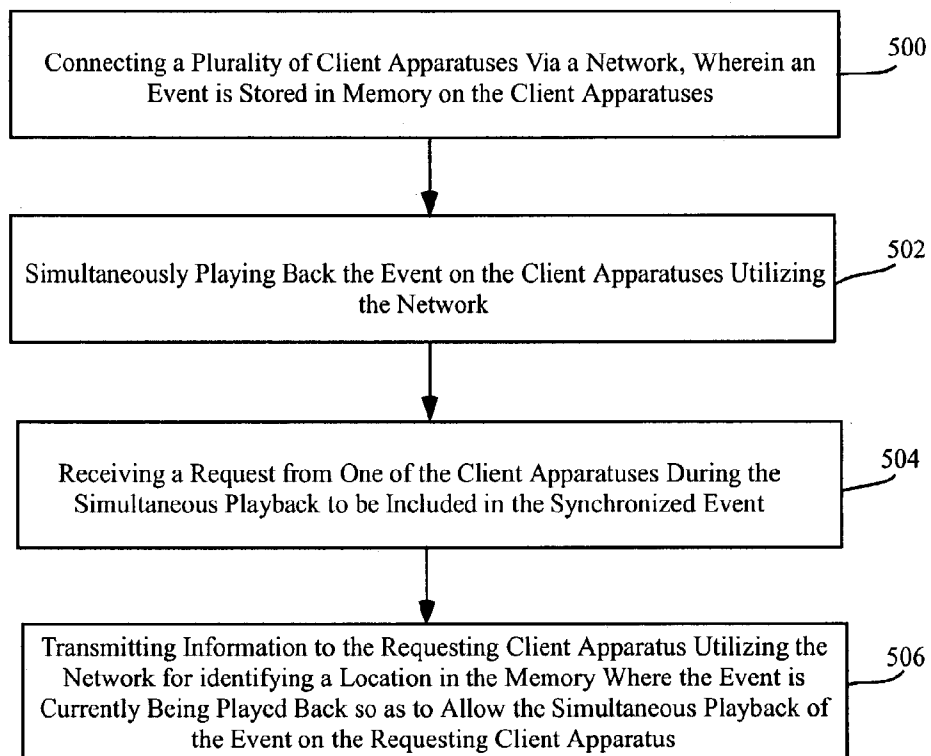 Connecting a Plurality of Client Apparatuses Via a Network, Wherein an
Event is Stored in Memory on the Client Apparatuses
500
Simultaneously Playing Back the Event on the Client Apparatuses Utilizing
the Network
502
Receiving a Request from One of the Client Apparatuses During the
Simultaneous Playback to be Included in the Synchronized Event
504
Transmitting Information to the Requesting Client Apparatus Utilizing the
Network for identifying a Location in the Memory Where the Event is
Currently Being Played Back so as to Allow the Simultaneous Playback of
the Event on the Requesting Client Apparatus
506